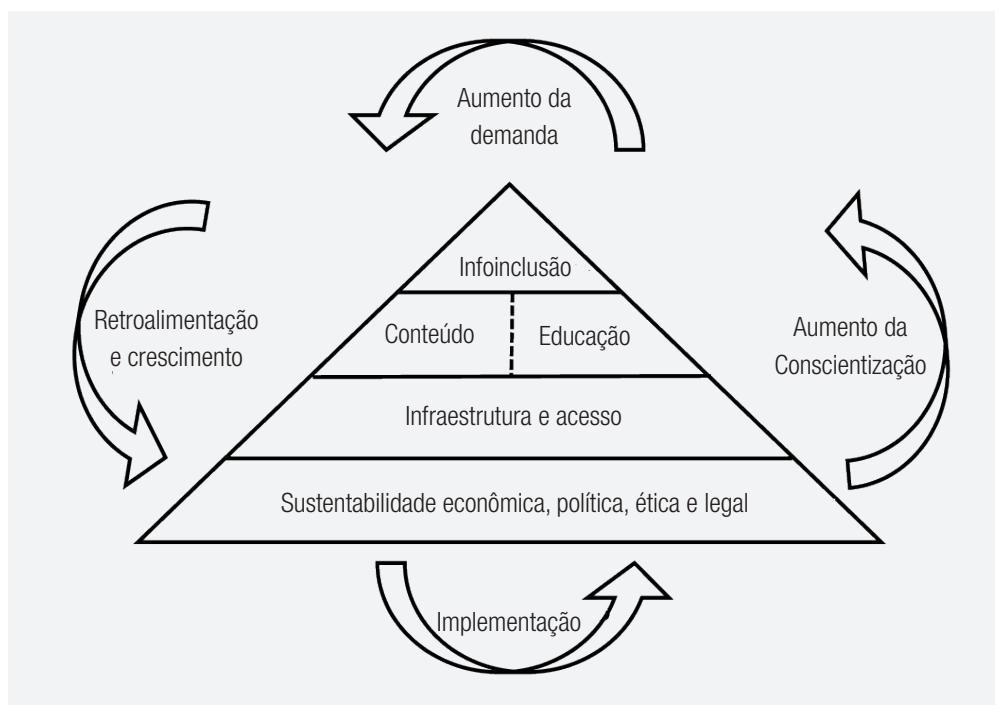 Aumento da
demanda
Infoinclusão
Retroalimentação
e crescimento
Conteúdo
Educação
Aumento da
Conscientização
Infraestrutura e acesso
Sustentabilidade econômica, política, ética e legal
Implementação